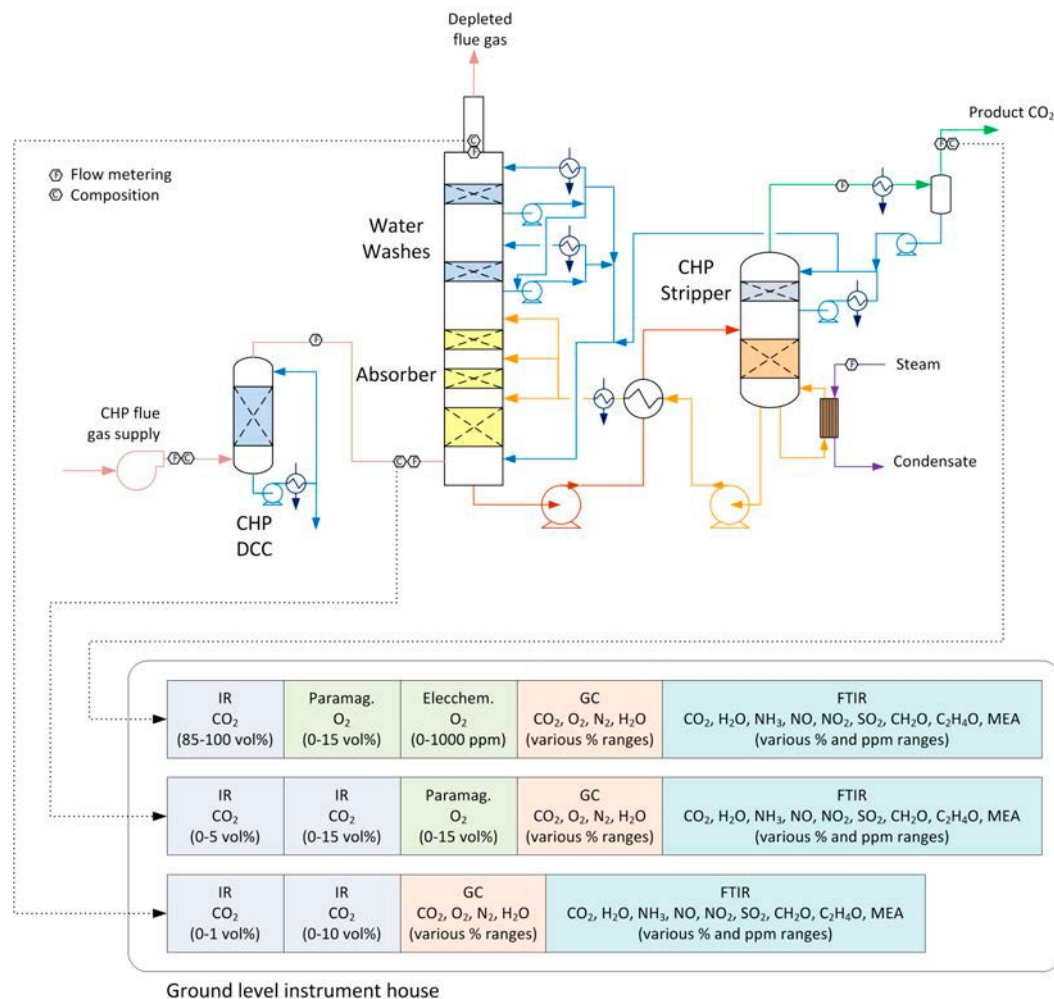 Depleted
flue gas
Product CO₂
F
C
F C
F Flow metering
C Composition
F
Water
Washes
CHP
Stripper
F
Absorber
F
Steam
CHP flue
gas supply
F C
C F
Condensate
CHP
DCC
IR
CO₂
(85-100 vol%)
Paramag.
O₂
(0-15 vol%)
Elecchem.
O₂
(0-1000 ppm)
GC
CO₂, O₂, N₂, H₂O
(various % ranges)
FTIR
CO₂, H₂O, NH₃, NO, NO₂, SO₂, CH₂O, C₂H₄O, MEA
(various % and ppm ranges)
IR
CO₂
(0-5 vol%)
IR
CO₂
(0-15 vol%)
Paramag.
O₂
(0-15 vol%)
GC
CO₂, O₂, N₂, H₂O
(various % ranges)
FTIR
CO₂, H₂O, NH₃, NO, NO₂, SO₂, CH₂O, C₂H₄O, MEA
(various % and ppm ranges)
IR
CO₂
(0-1 vol%)
IR
CO₂
(0-10 vol%)
GC
CO₂, O₂, N₂, H₂O
(various % ranges)
FTIR
CO₂, H₂O, NH₃, NO, NO₂, SO₂, CH₂O, C₂H₄O, MEA
(various % and ppm ranges)
Ground level instrument house